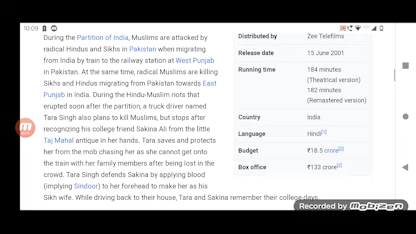 10:09
During the Partition of India, Muslims are attacked by
radical Hindus and Sikhs in Pakistan when migrating
from India by train to the railway station at West Punjab
in Pakistan. At the same time, radical Muslims are killing
Sikhs and Hindus migrating from Pakistan towards East
Punjab in India. During the Hindu-Muslim riots that
erupted soon after the partition, a truck driver named
Tara Singh also plans to kill Muslims, but stops after
recognizing his college friend Sakina Ali from the little
Taj Mahal antique in her hands. Tara saves and protects
her from the mob chasing her as she cannot get onto
the train with her family members after being lost in the
crowd. Tara Singh defends Sakina by applying blood
(implying Sindoor) to her forehead to make her as his
Sikh wife. While driving back to their house, Tara and Sakina remember their college days
Distributed by Zee Telefilms
Release date 15 June 2001
Running time 184 minutes
(Theatrical version)
182 minutes
(Remastered version)
Country India
Language Hindi[1]
Budget ₹18.5 crore[2]
Box office ₹133 crore[3]
Recorded by Mobizen